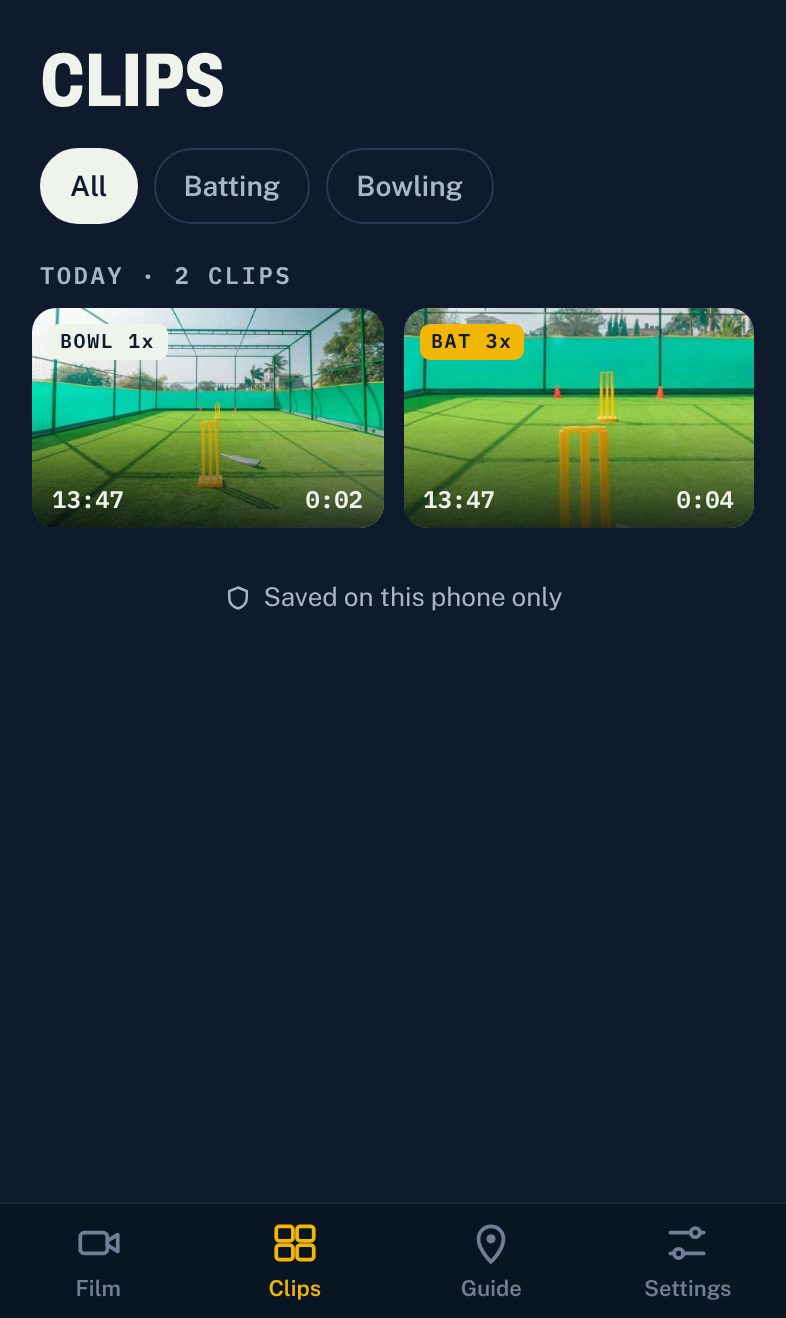 CLIPS
All Batting Bowling
TODAY · 2 CLIPS
BOWL 1x
13:47 0:02
BAT 3x
13:47 0:04
Saved on this phone only
Film Clips Guide Settings